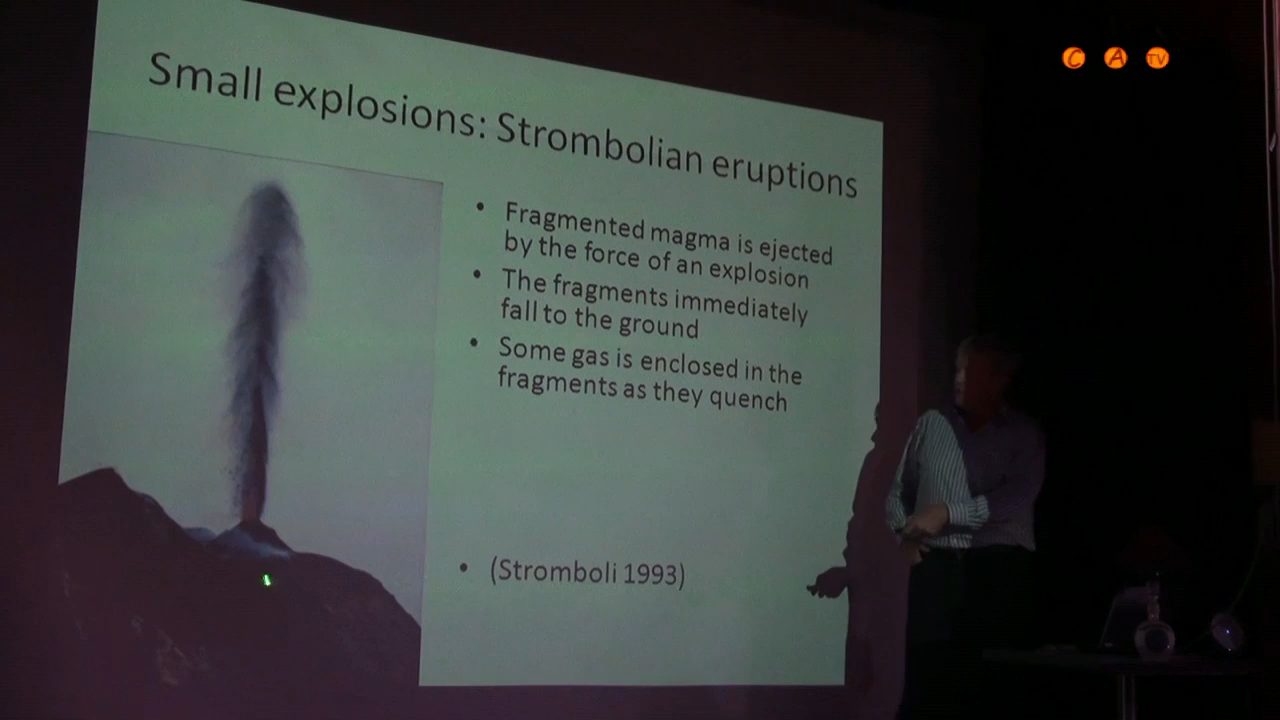 C A TV
Small explosions: Strombolian eruptions
• Fragmented magma is ejected
by the force of an explosion
• The fragments immediately
fall to the ground
• Some gas is enclosed in the
fragments as they quench
• (Stromboli 1993)